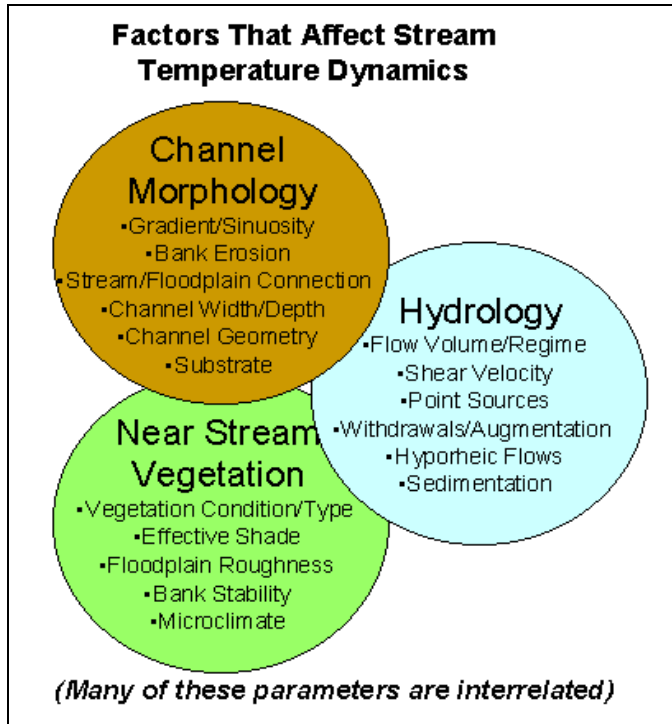 Factors That Affect Stream
Temperature Dynamics
Channel
Morphology
▪Gradient/Sinuosity
▪Bank Erosion
▪Stream/Floodplain Connection
▪Channel Width/Depth
▪Channel Geometry
▪Substrate
Hydrology
▪Flow Volume/Regime
▪Shear Velocity
▪Point Sources
▪Withdrawals/Augmentation
▪Hyporheic Flows
▪Sedimentation
Near Stream
Vegetation
▪Vegetation Condition/Type
▪Effective Shade
▪Floodplain Roughness
▪Bank Stability
▪Microclimate
(Many of these parameters are interrelated)